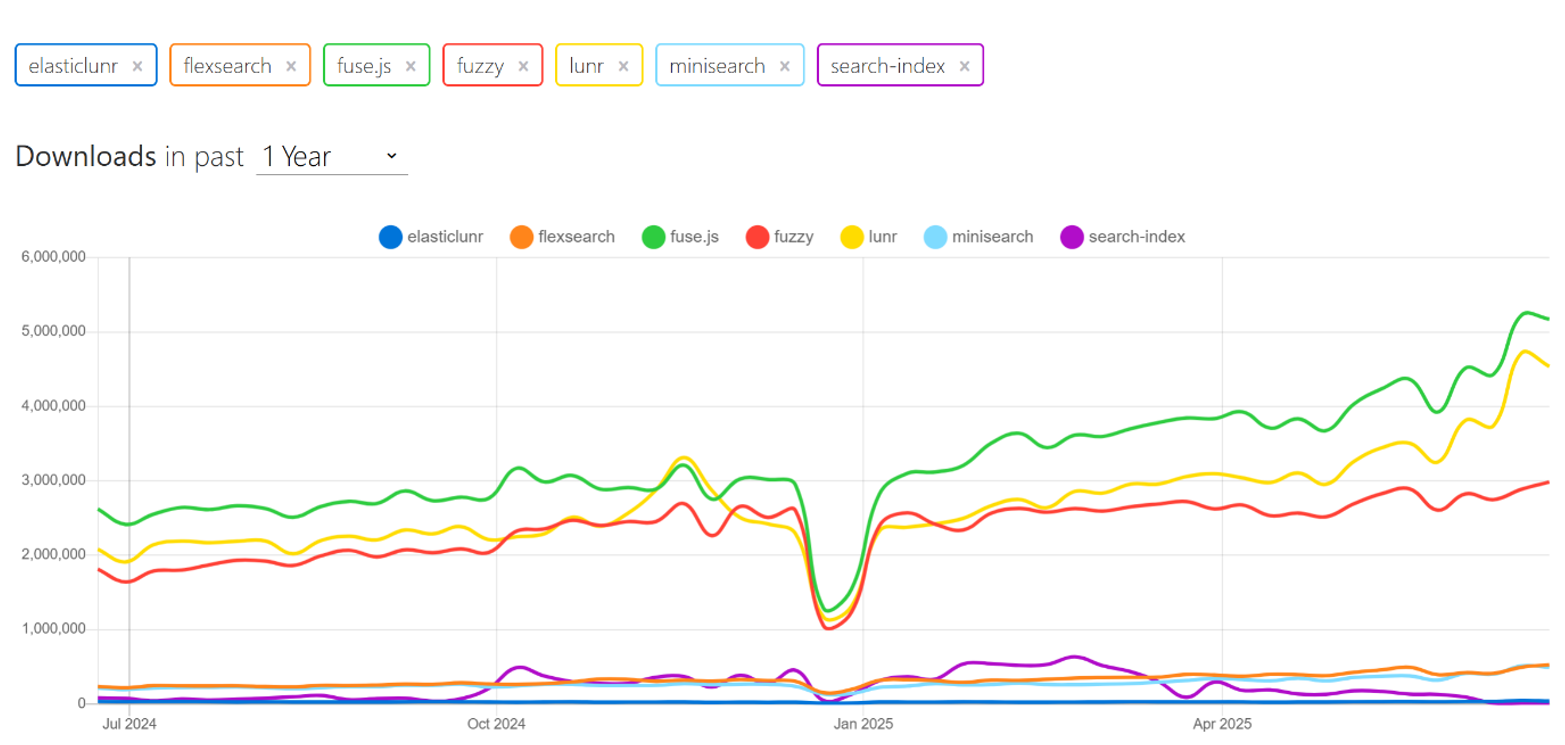 elasticlunr × flexsearch × fuse.js × fuzzy × lunr × minisearch × search-index ×
Downloads in past 1 Year
elasticlunr flexsearch fuse.js fuzzy lunr minisearch search-index
6,000,000
5,000,000
4,000,000
3,000,000
2,000,000
1,000,000
0
Jul 2024 Oct 2024 Jan 2025 Apr 2025